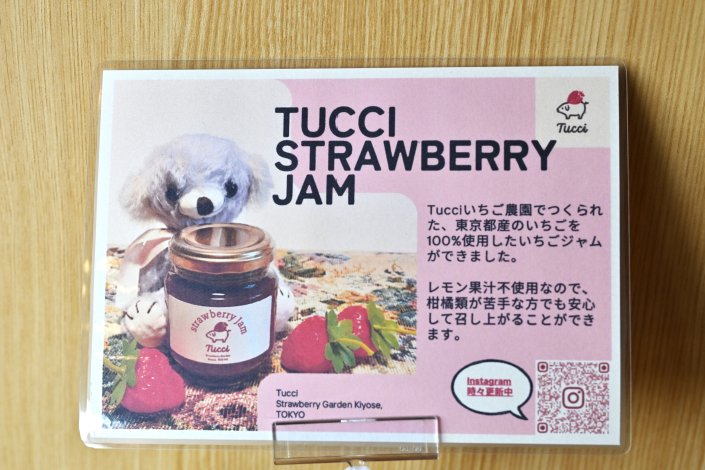 TUCCI
STRAWBERRY
JAM
Tucci
Tucciいちご農園でつくられ
た、東京都産のいちごを
100%使用したいちごジャム
ができました。
レモン果汁不使用なので、
柑橘類が苦手な方でも安心
して召し上がることができ
ます。
strawberry jam
Tucci
Instagram
時々更新中
Tucci
Strawberry Garden Kiyose,
TOKYO